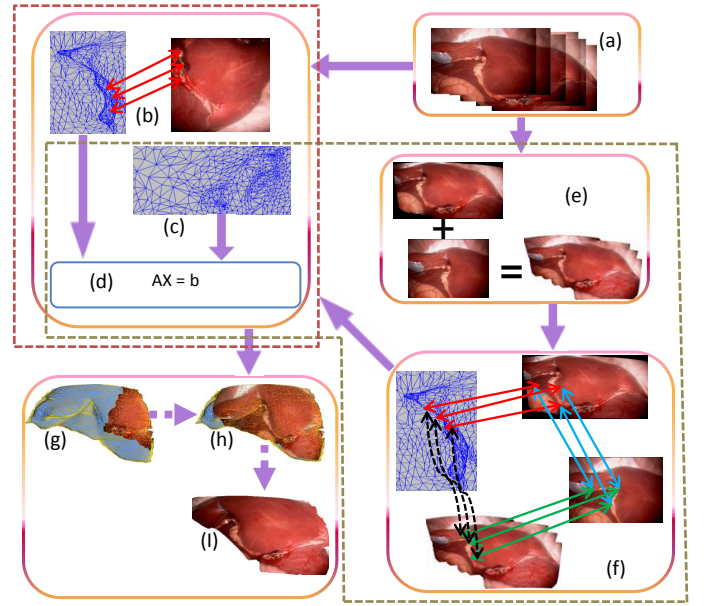 (a)
(b)
(c)
(d) AX = b
(e)
+
=
(f)
(g)
(h)
(I)